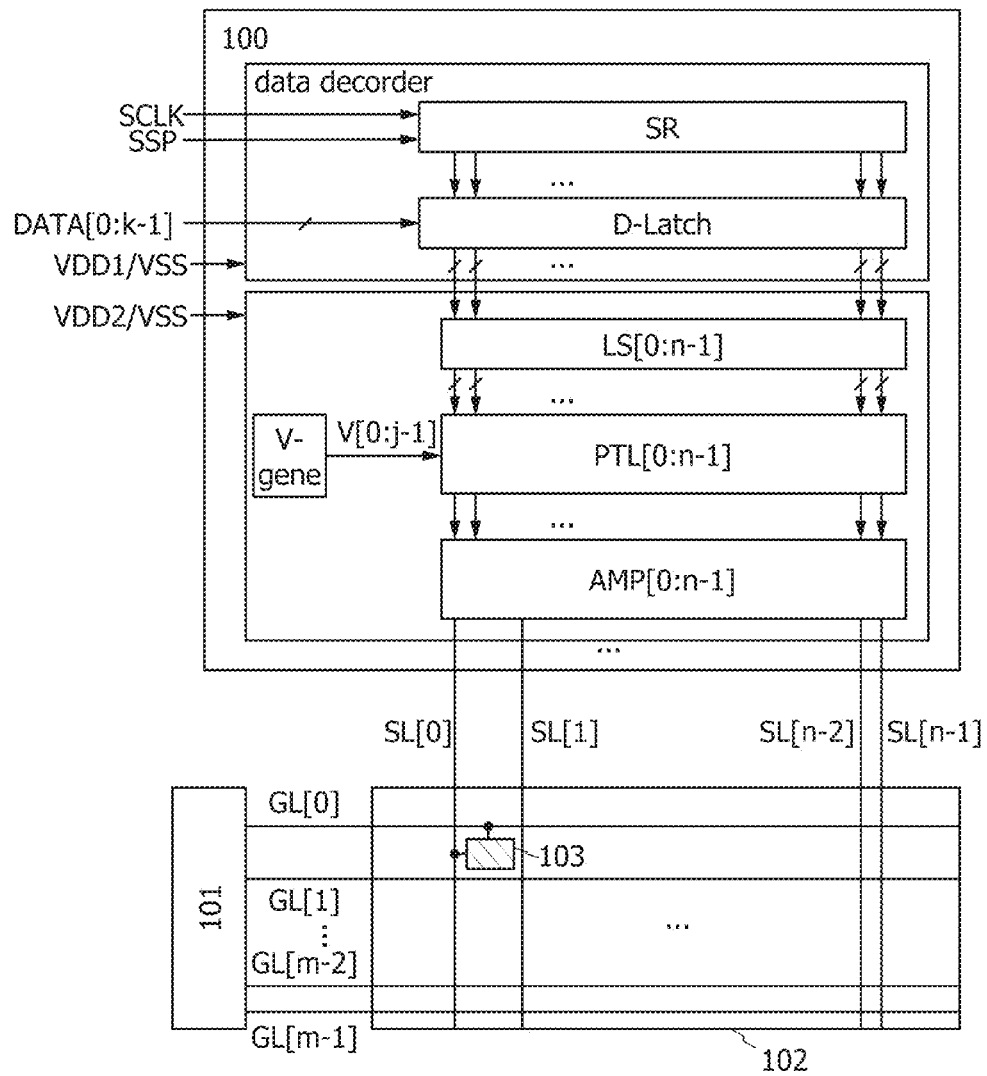 100
data decorder
SCLK
SR
SSP
...
DATA[0:k-1]
D-Latch
VDD1/VSS
...
VDD2/VSS
LS[0:n-1]
...
V-
gene
V[0:j-1]
PTL[0:n-1]
...
AMP[0:n-1]
...
SL[0]
SL[1]
SL[n-2]
SL[n-1]
GL[0]
103
101
GL[1]
...
...
GL[m-2]
GL[m-1]
102